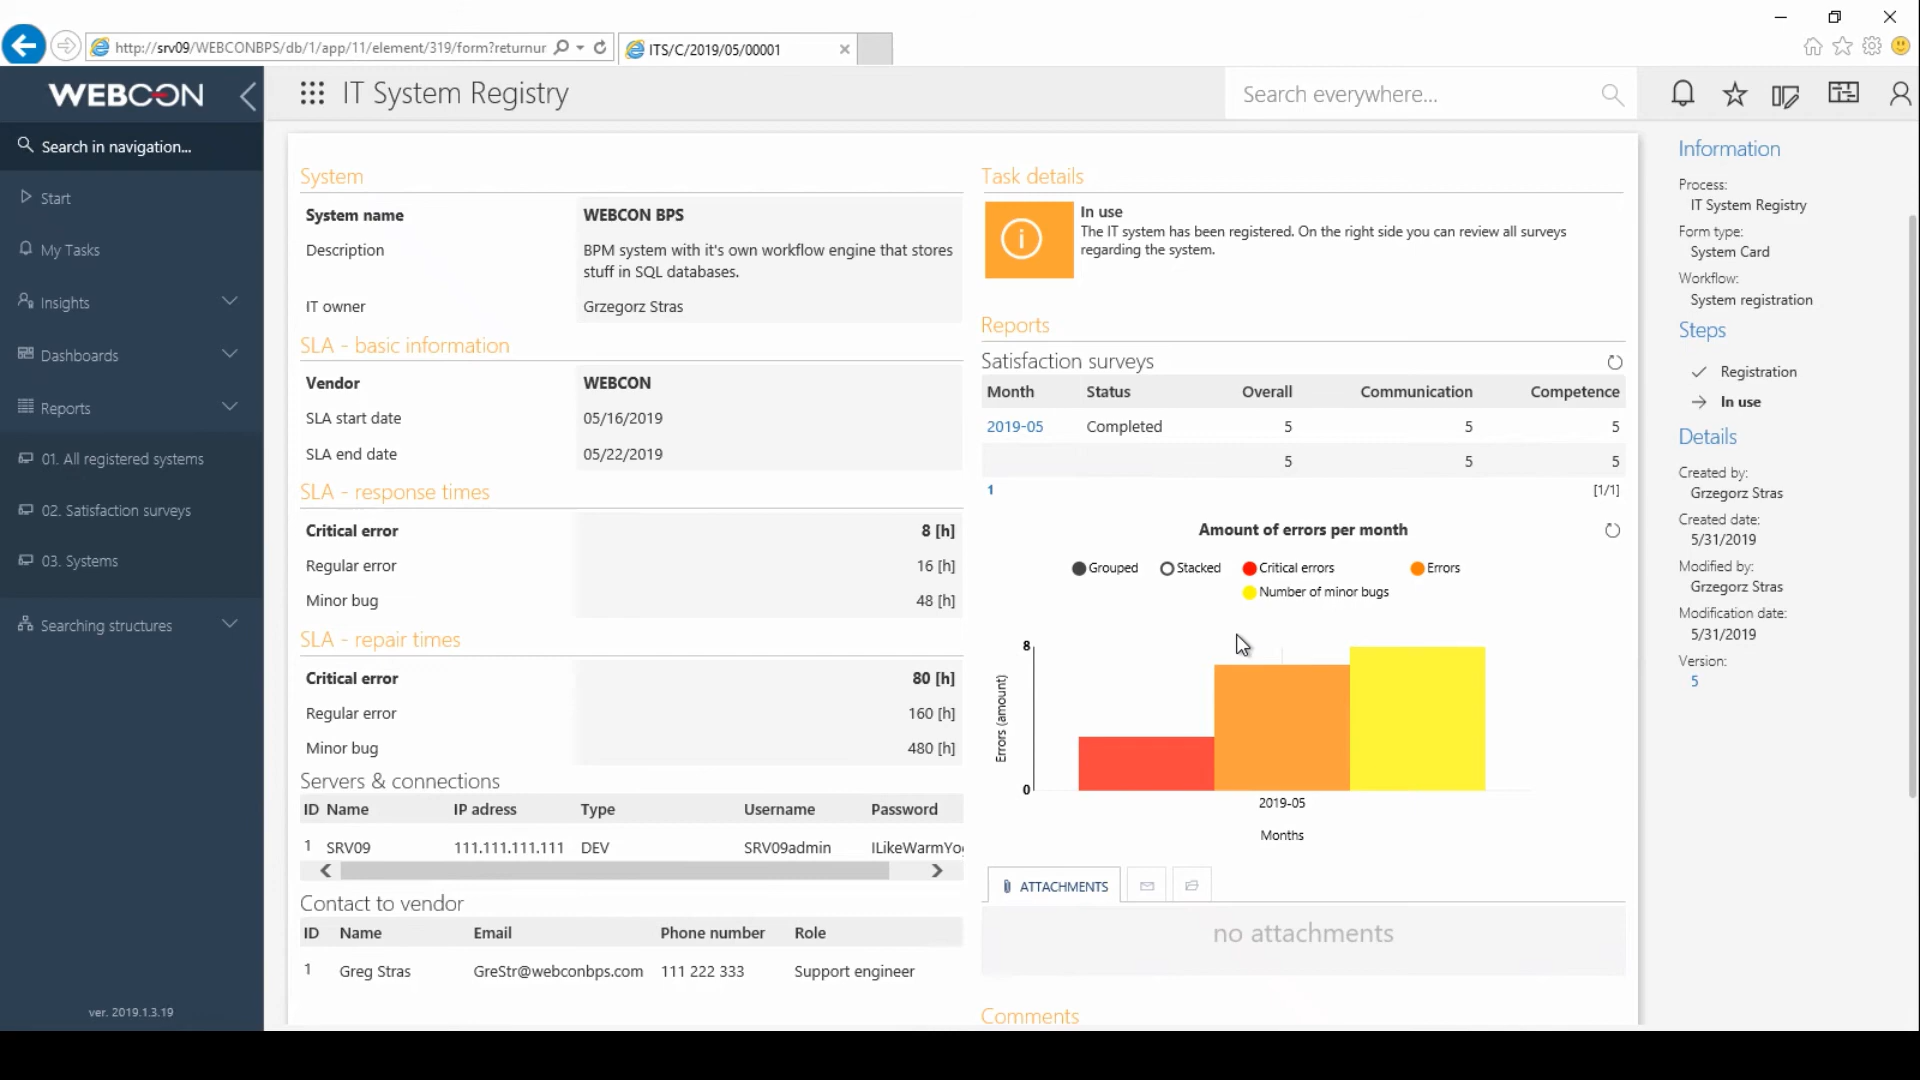 http://srv09/WEBCONBPS/db/1/app/11/element/319/form?returnur
ITS/C/2019/05/00001
WEBCON
IT System Registry
Search everywhere...
Search in navigation...
Start
My Tasks
Insights
Dashboards
Reports
01. All registered systems
02. Satisfaction surveys
03. Systems
Searching structures
ver. 2019.1.3.19
System
System name WEBCON BPS
Description BPM system with it's own workflow engine that stores
stuff in SQL databases.
IT owner Grzegorz Stras
SLA - basic information
Vendor WEBCON
SLA start date 05/16/2019
SLA end date 05/22/2019
SLA - response times
Critical error 8 [h]
Regular error 16 [h]
Minor bug 48 [h]
SLA - repair times
Critical error 80 [h]
Regular error 160 [h]
Minor bug 480 [h]
Servers & connections
ID Name IP adress Type Username Password
1 SRV09 111.111.111.111 DEV SRV09admin ILikeWarmYo
Contact to vendor
ID Name Email Phone number Role
1 Greg Stras GreStr@webconbps.com 111 222 333 Support engineer
Task details
In use
The IT system has been registered. On the right side you can review all surveys
regarding the system.
Reports
Satisfaction surveys
Month Status Overall Communication Competence
2019-05 Completed 5 5 5
5 5 5
1 [1/1]
Amount of errors per month
Grouped Stacked Critical errors Errors
Number of minor bugs
8
Errors (amount)
0
2019-05
Months
ATTACHMENTS
no attachments
Comments
Information
Process:
IT System Registry
Form type:
System Card
Workflow:
System registration
Steps
Registration
In use
Details
Created by:
Grzegorz Stras
Created date:
5/31/2019
Modified by:
Grzegorz Stras
Modification date:
5/31/2019
Version:
5